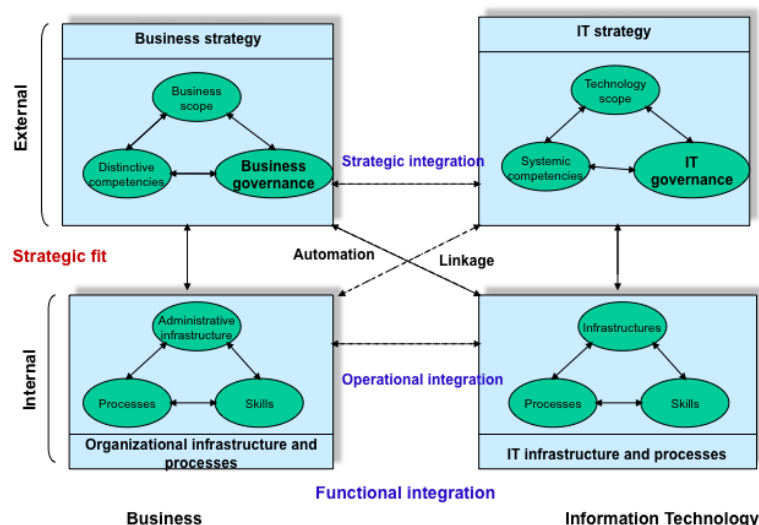 Business strategy
IT strategy
External
Business
scope
Distinctive
competencies
Business
governance
Strategic integration
Technology
scope
Systemic
competencies
IT
governance
Strategic fit
Automation
Linkage
Internal
Administrative
infrastructure
Processes
Skills
Operational integration
Infrastructures
Processes
Skills
Organizational infrastructure and
processes
IT infrastructure and processes
Functional integration
Business
Information Technology